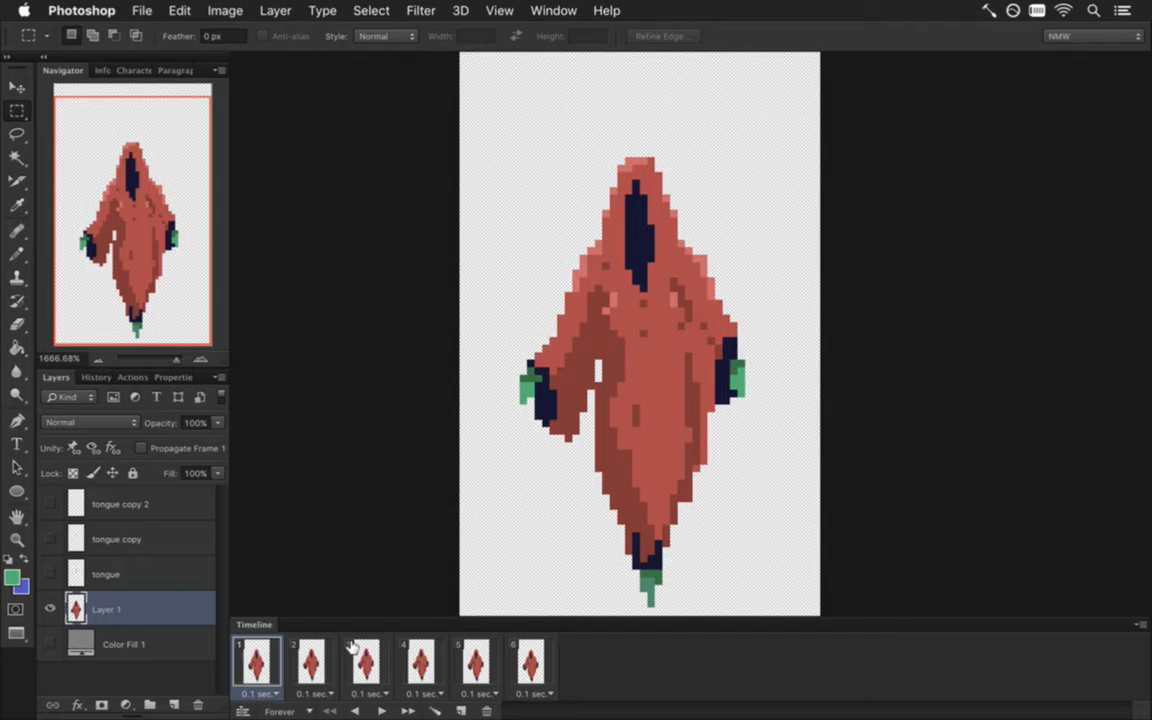 Photoshop File Edit Image Layer Type Select Filter 3D View Window Help
Feather: 0 px Anti-alias Style: Normal Width: Height: Refine Edge... NMW
Navigator Info Characte Paragrap
1666.68%
Layers History Actions Propertie
Kind
Normal Opacity: 100%
Unify: Propagate Frame 1
Lock: Fill: 100%
tongue copy 2
tongue copy
tongue
Layer 1
Color Fill 1
Timeline
1 2 4 5 6
0.1 sec. 0.1 sec. 0.1 sec. 0.1 sec. 0.1 sec. 0.1 sec.
Forever